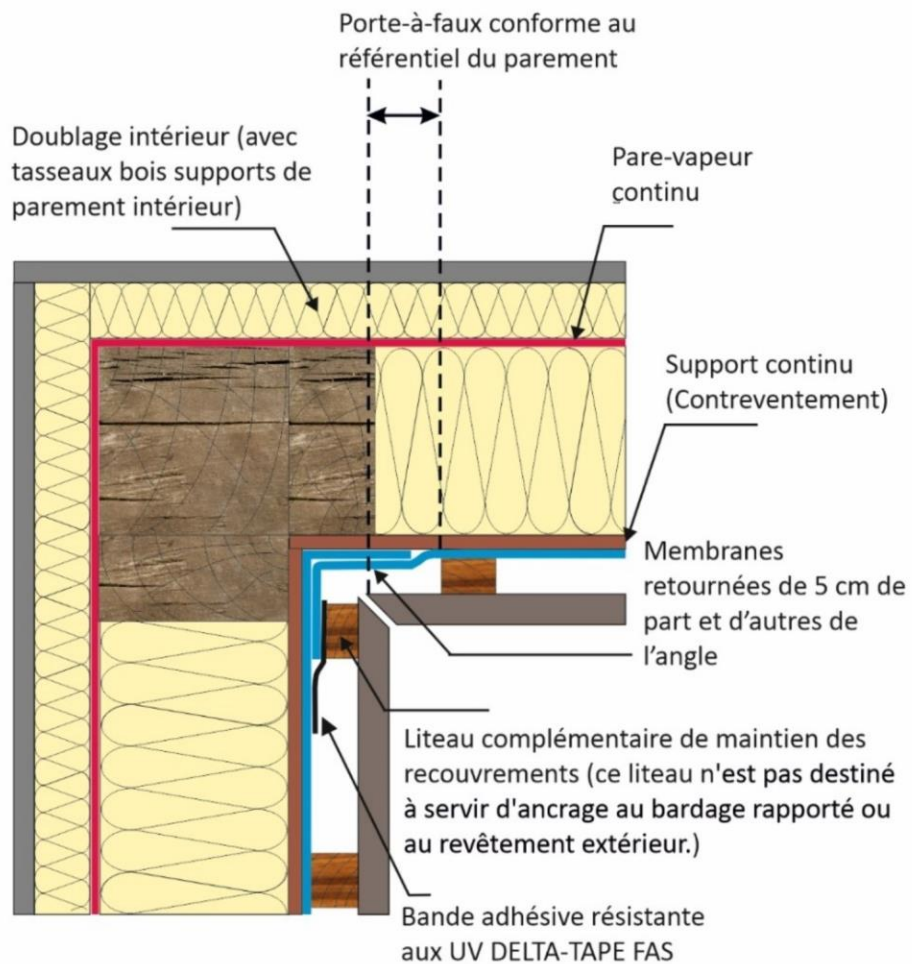 Porte-à-faux conforme au
référentiel du parement
Doublage intérieur (avec
tasseaux bois supports de
parement intérieur)
Pare-vapeur
continu
Support continu
(Contreventement)
Membranes
retournées de 5 cm de
part et d’autres de
l’angle
Liteau complémentaire de maintien des
recouvrements (ce liteau n'est pas destiné
à servir d'ancrage au bardage rapporté ou
au revêtement extérieur.)
Bande adhésive résistante
aux UV DELTA-TAPE FAS